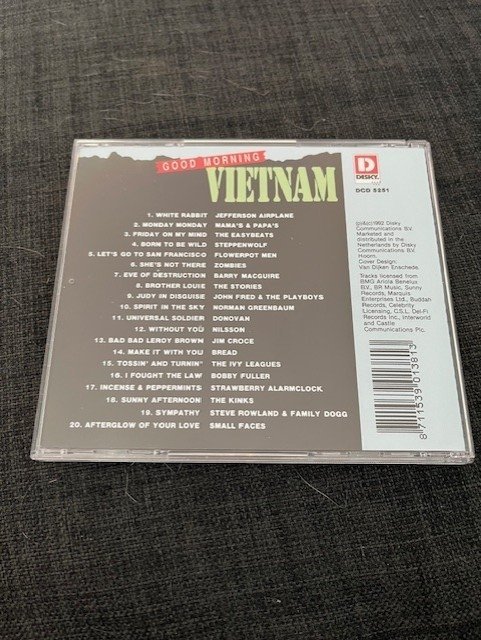 GOOD MORNING
VIETNAM
1. WHITE RABBIT JEFFERSON AIRPLANE
2. MONDAY MONDAY MAMA'S & PAPA'S
3. FRIDAY ON MY MIND THE EASYBEATS
4. BORN TO BE WILD STEPPENWOLF
5. LET'S GO TO SAN FRANCISCO FLOWERPOT MEN
6. SHE'S NOT THERE ZOMBIES
7. EVE OF DESTRUCTION BARRY MACGUIRE
8. BROTHER LOUIE THE STORIES
9. JUDY IN DISGUISE JOHN FRED & THE PLAYBOYS
10. SPIRIT IN THE SKY NORMAN GREENBAUM
11. UNIVERSAL SOLDIER DONOVAN
12. WITHOUT YOU NILSSON
13. BAD BAD LEROY BROWN JIM CROCE
14. MAKE IT WITH YOU BREAD
15. TOSSIN' AND TURNIN' THE IVY LEAGUES
16. I FOUGHT THE LAW BOBBY FULLER
17. INCENSE & PEPPERMINTS STRAWBERRY ALARMCLOCK
18. SUNNY AFTERNOON THE KINKS
19. SYMPATHY STEVE ROWLAND & FAMILY DOGG
20. AFTERGLOW OF YOUR LOVE SMALL FACES
D
DISKY
DCD 5251
(p)&(c)1992 Disky
Communications B.V.
Marketed and
distributed in the
Netherlands by Disky
Communications B.V.
Hoorn.
Cover Design:
Van Dijken Enschede.
Tracks licensed from
BMG Ariola Benelux
B.V., BR Music, Sunny
Records, Marquis
Enterprises Ltd., Buddah
Records, Celebrity
Licensing, G.S.L., Del-Fi
Records Inc., Interworld
and Castle
Communications Plc.
8 711539 013813